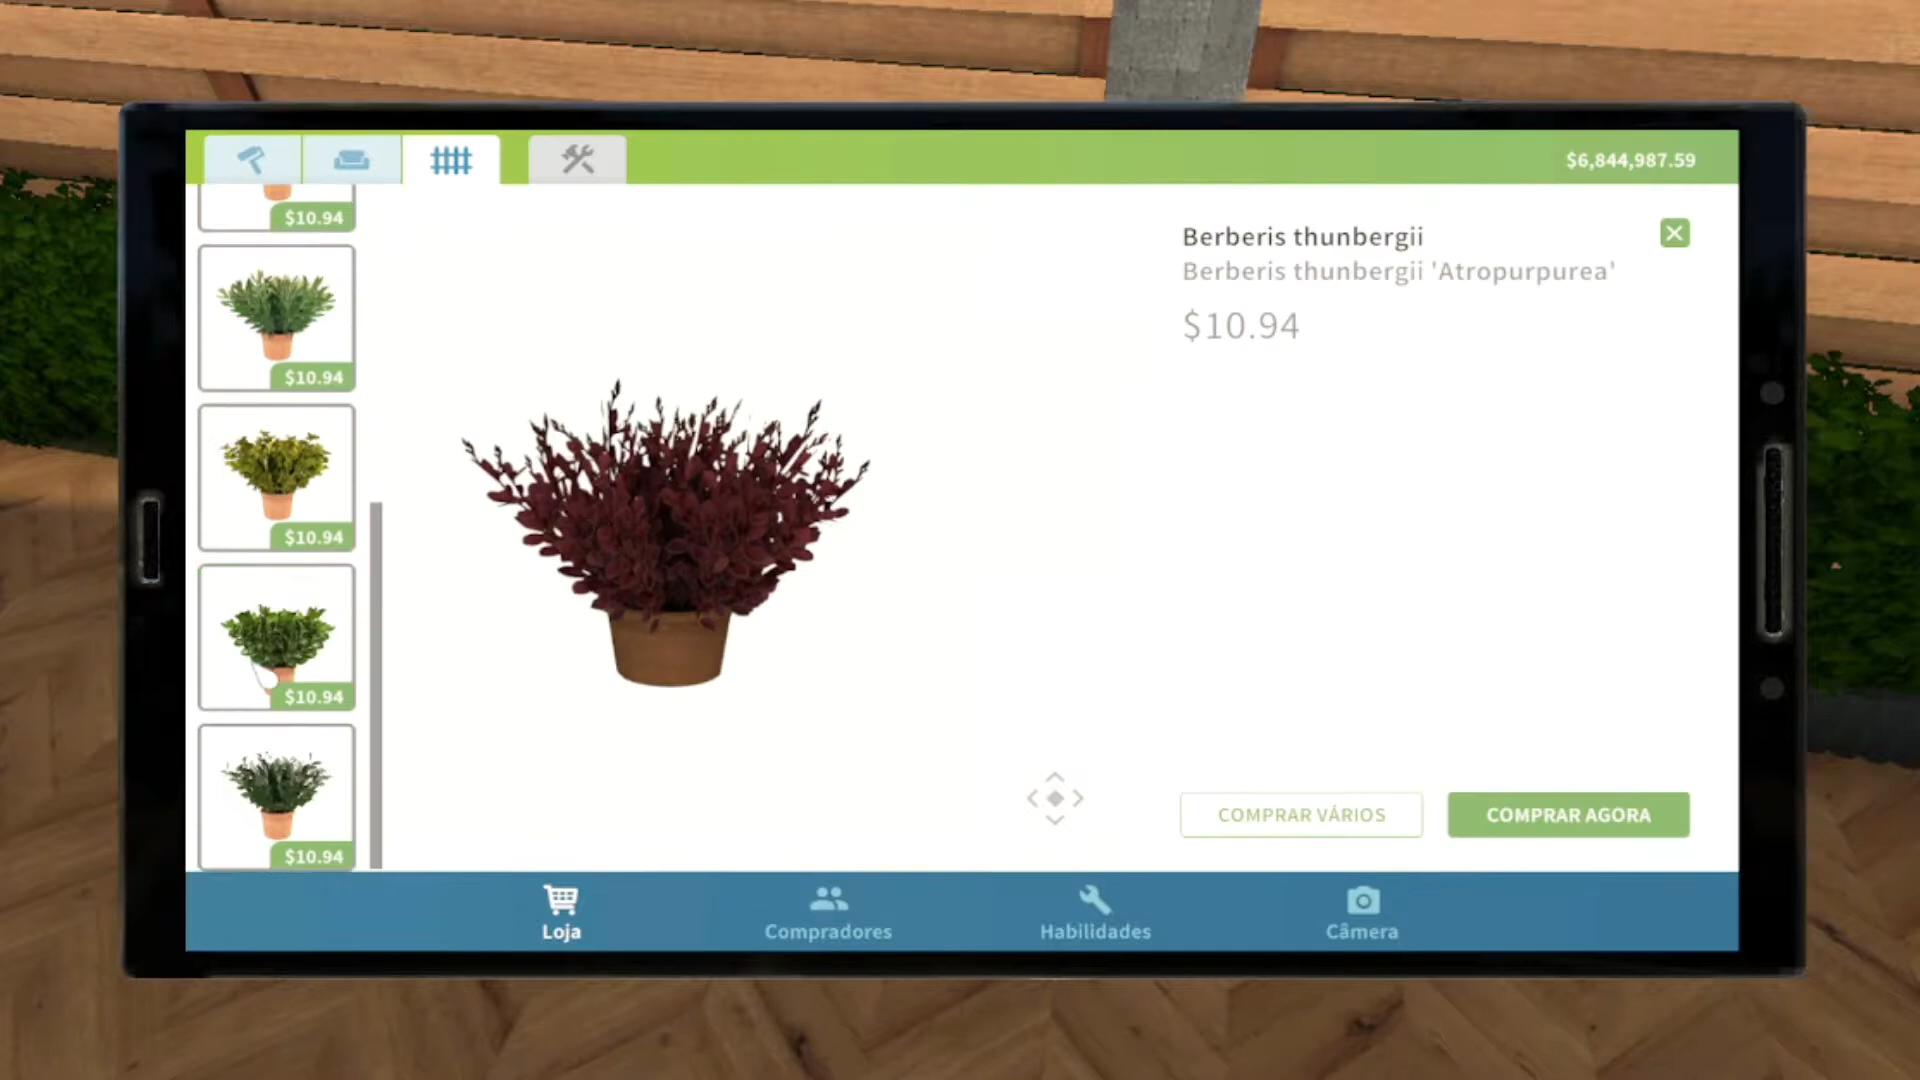 $6,844,987.59
$10.94
$10.94
$10.94
$10.94
$10.94
Berberis thunbergii
Berberis thunbergii 'Atropurpurea'
$10.94
COMPRAR VÁRIOS
COMPRAR AGORA
Loja
Compradores
Habilidades
Câmera